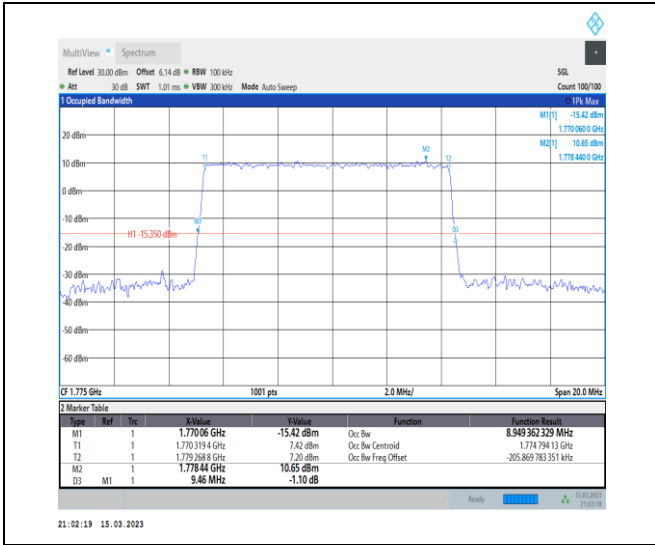 MultiView Spectrum
Ref Level 30.00 dBm Offset 6.14 dB RBW 100 kHz SGL
Att 30 dB SWT 1.01 ms VBW 300 kHz Mode Auto Sweep Count 100/100
1 Occupied Bandwidth 1Pk Max
M1[1] -15.42 dBm
1.770 060 0 GHz
20 dBm M2[1] 10.65 dBm
1.778 440 0 GHz
M2
T1 T2
10 dBm
0 dBm
-10 dBm
M1
D3
H1 -15.350 dBm
-20 dBm
-30 dBm
-40 dBm
-50 dBm
-60 dBm
CF 1.775 GHz 1001 pts 2.0 MHz/ Span 20.0 MHz
2 Marker Table
Type Ref Trc X-Value Y-Value Function Function Result
M1 1 1.77006 GHz -15.42 dBm Occ Bw 8.949 362 329 MHz
T1 1 1.770 319 4 GHz 7.42 dBm Occ Bw Centroid 1.774 794 13 GHz
T2 1 1.779 268 8 GHz 7.20 dBm Occ Bw Freq Offset -205.869 783 351 kHz
M2 1 1.77844 GHz 10.65 dBm
D3 M1 1 9.46 MHz -1.10 dB
Ready 15.03.2023
21:02:18
21:02:19 15.03.2023